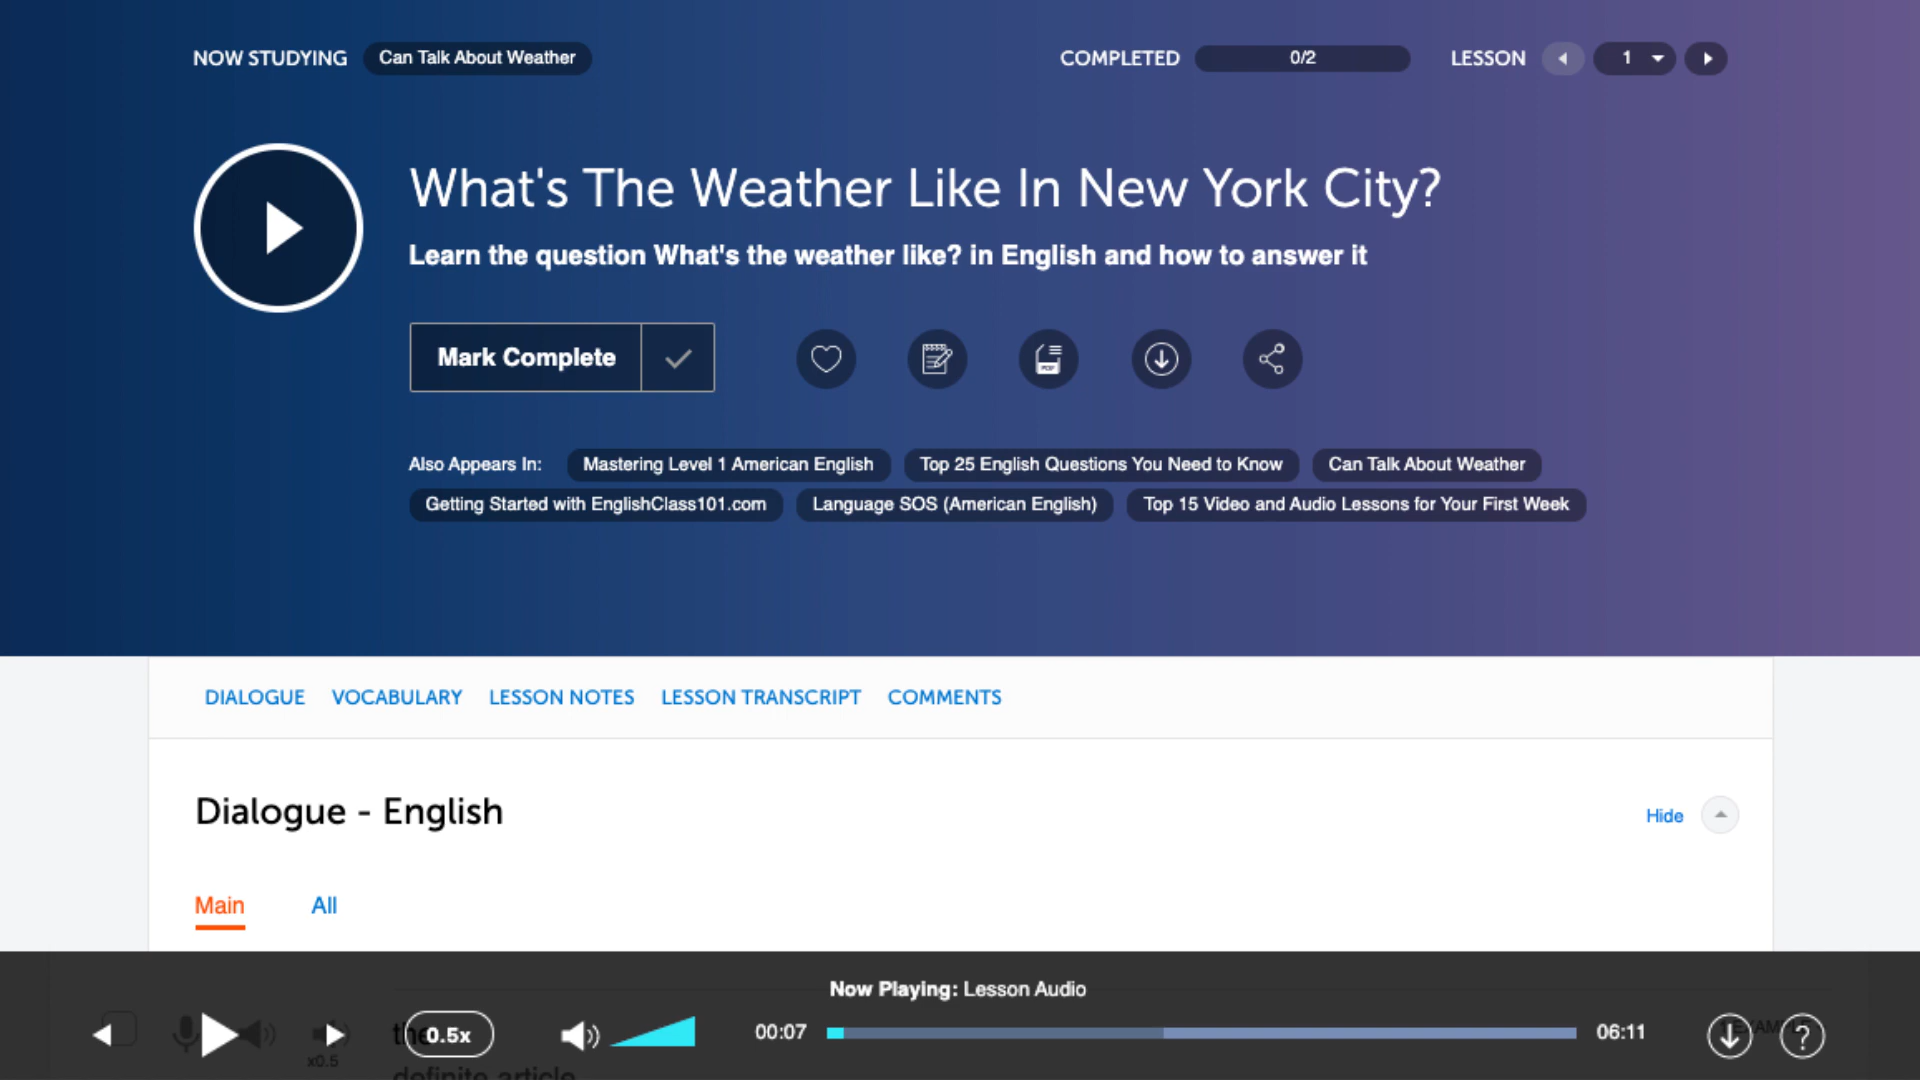 NOW STUDYING Can Talk About Weather COMPLETED 0/2 LESSON 1
What's The Weather Like In New York City?
Learn the question What's the weather like? in English and how to answer it
Mark Complete
PDF
Also Appears In: Mastering Level 1 American English Top 25 English Questions You Need to Know Can Talk About Weather
Getting Started with EnglishClass101.com Language SOS (American English) Top 15 Video and Audio Lessons for Your First Week
DIALOGUE VOCABULARY LESSON NOTES LESSON TRANSCRIPT COMMENTS
Dialogue - English
Hide
Main All
Now Playing: Lesson Audio
0.5x 00:07 06:11 ?
x0.5
definite article